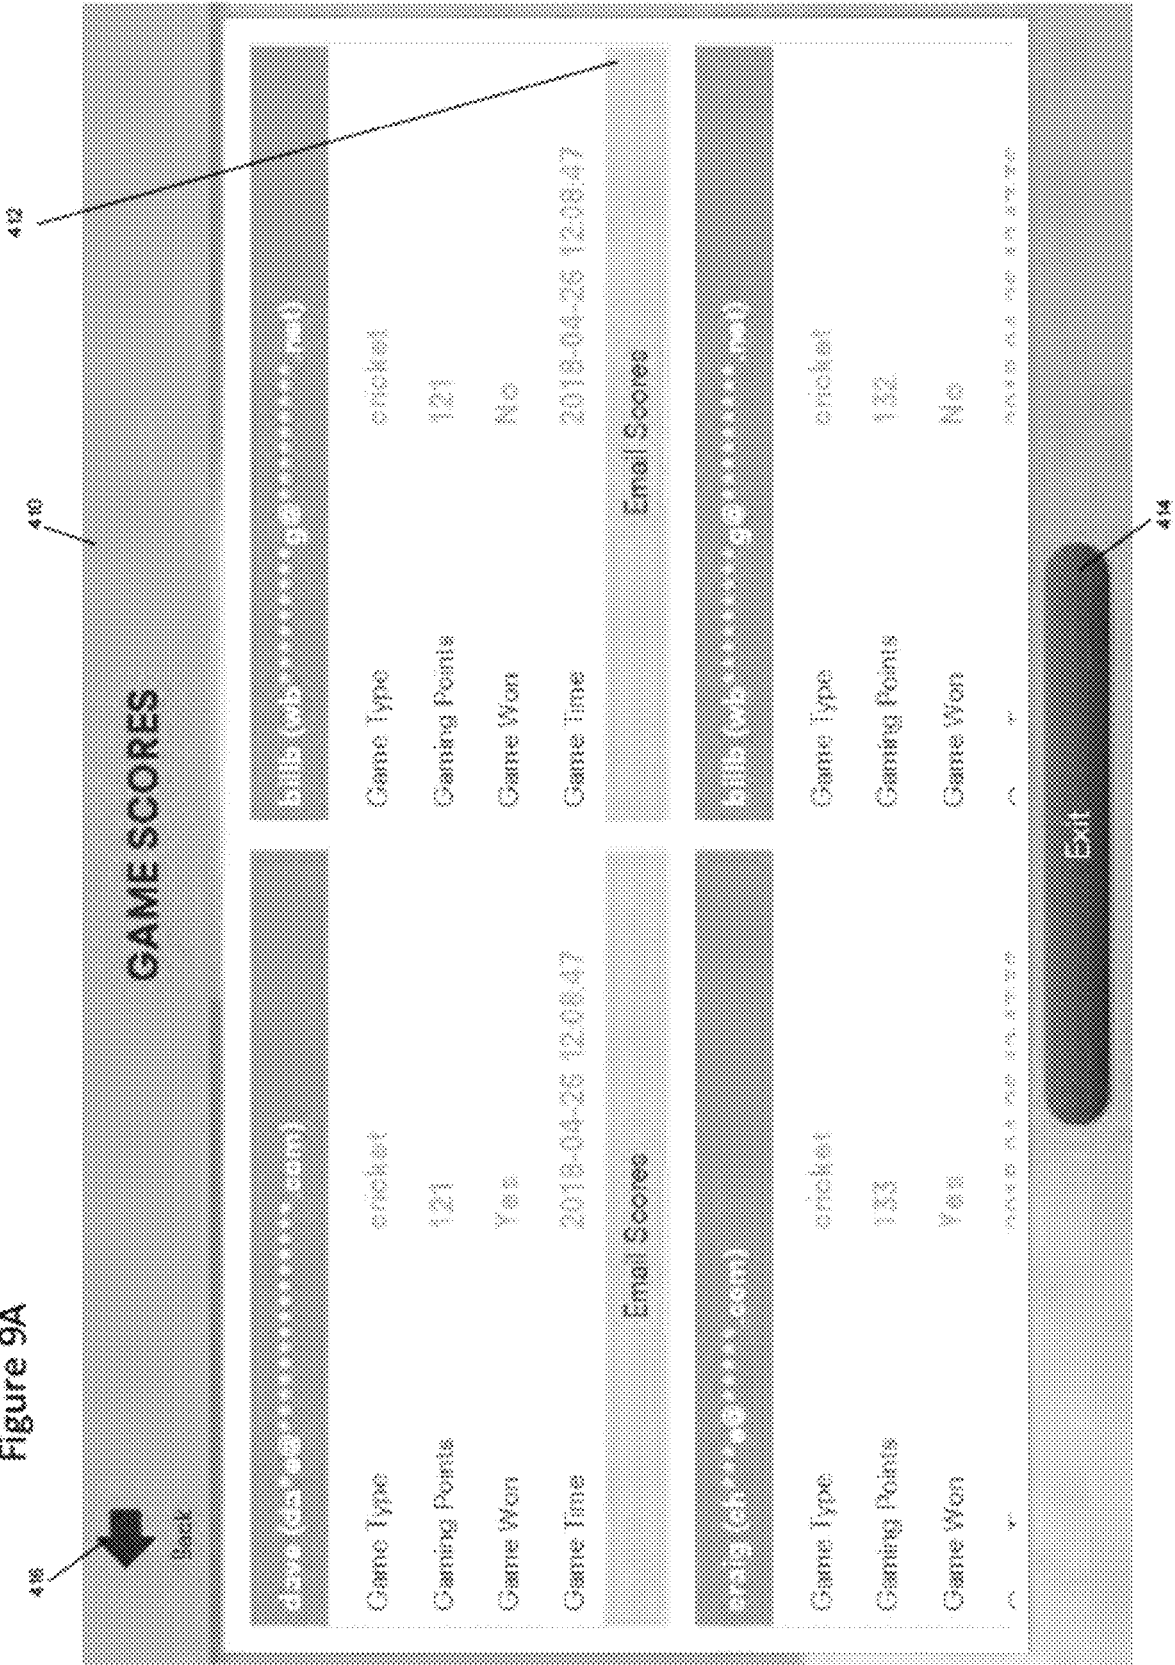 Figure 9A
416
410
412
Back
GAME SCORES
Game Type cricket
Gaming Points 121
Game Won Yes
Game Time 2018-04-26 12:08:47
Email Scores
billb
Game Type cricket
Gaming Points 121
Game Won No
Game Time 2018-04-26 12:08:47
Email Scores
Game Type cricket
Gaming Points 133
Game Won Yes
billb
Game Type cricket
Gaming Points 132
Game Won No
Exit
414